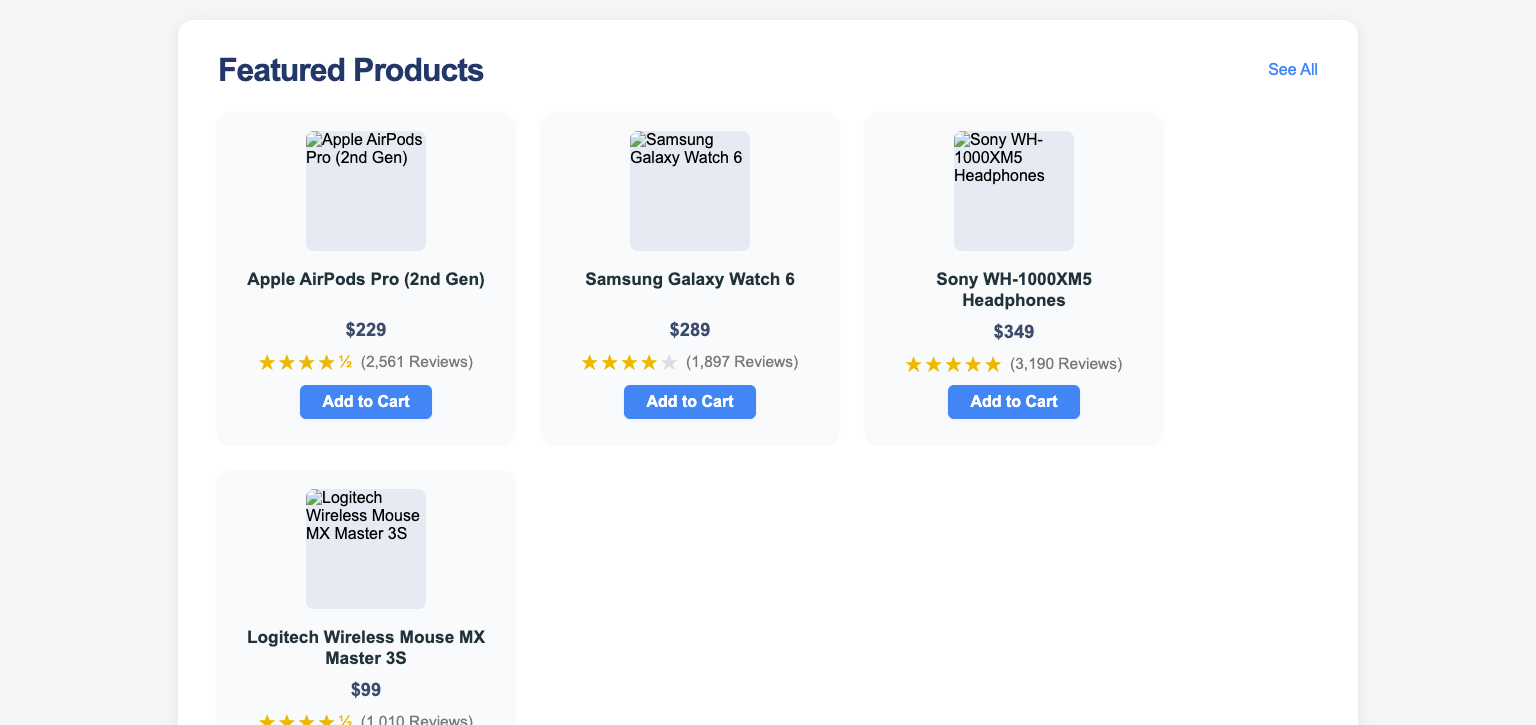 Featured Products
See All
Apple AirPods
Pro (2nd Gen)
Apple AirPods Pro (2nd Gen)
$229
★★★★½ (2,561 Reviews)
Add to Cart
Samsung
Galaxy Watch 6
Samsung Galaxy Watch 6
$289
★★★★★ (1,897 Reviews)
Add to Cart
Sony WH-
1000XM5
Headphones
Sony WH-1000XM5
Headphones
$349
★★★★★ (3,190 Reviews)
Add to Cart
Logitech
Wireless Mouse
MX Master 3S
Logitech Wireless Mouse MX
Master 3S
$99
★★★★½ (1,010 Reviews)